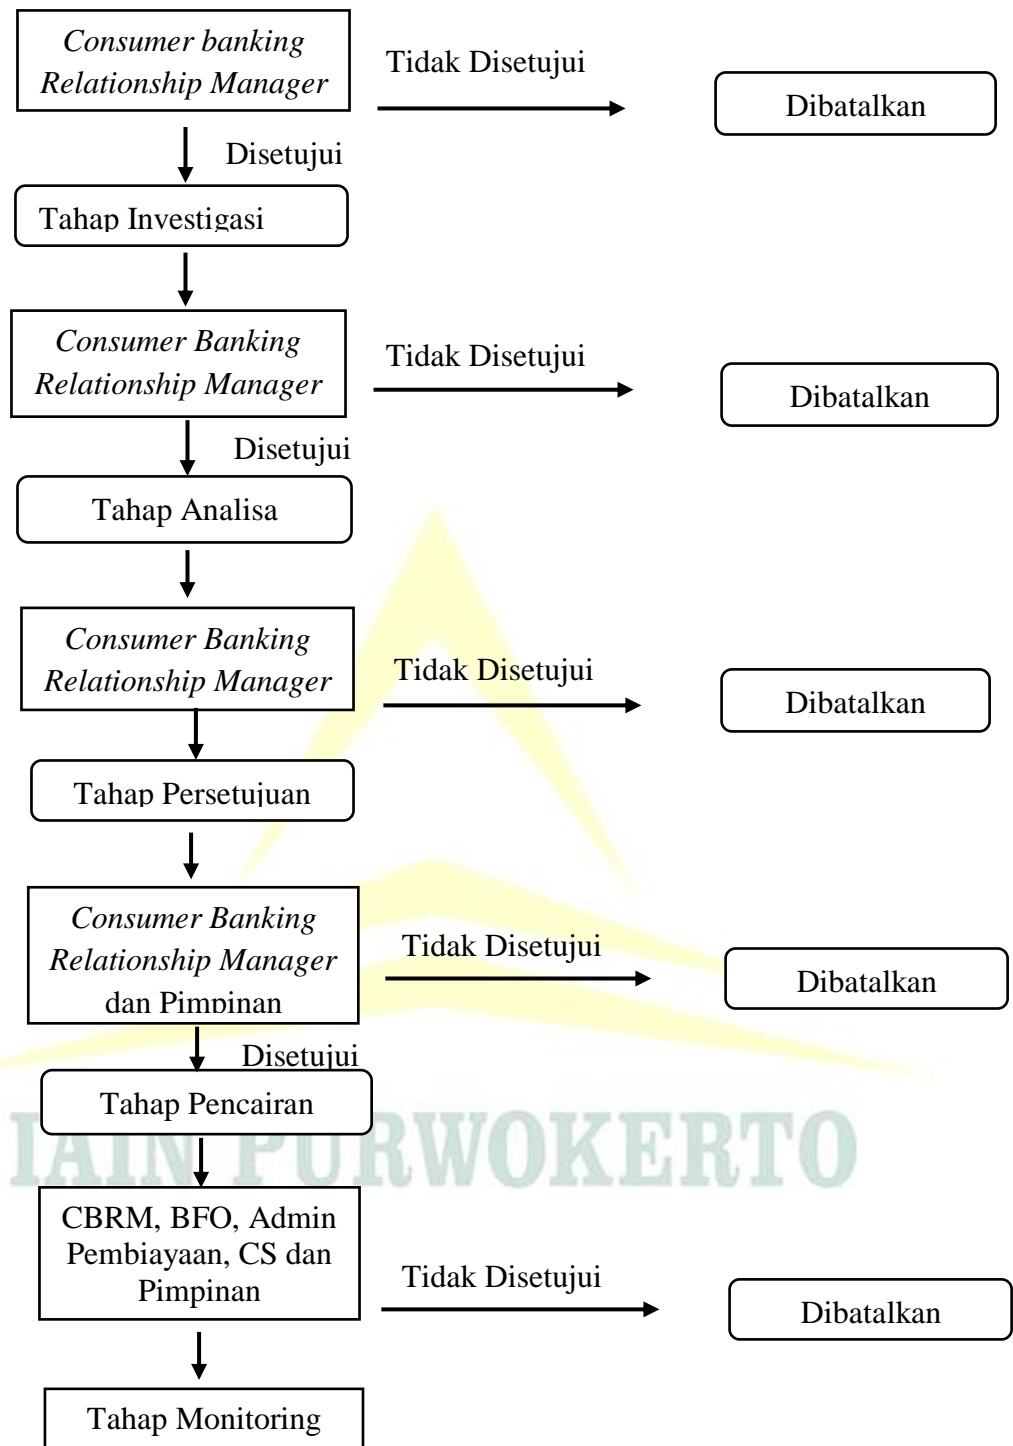 Consumer banking
Relationship Manager
Tidak Disetujui
Dibatalkan
Disetujui
Tahap Investigasi
Consumer Banking
Relationship Manager
Tidak Disetujui
Dibatalkan
Disetujui
Tahap Analisa
Consumer Banking
Relationship Manager
Tidak Disetujui
Dibatalkan
Tahap Persetujuan
Consumer Banking
Relationship Manager
dan Pimpinan
Tidak Disetujui
Dibatalkan
Disetujui
Tahap Pencairan
IAIN PURWOKERTO
CBRM, BFO, Admin
Pembiayaan, CS dan
Pimpinan
Tidak Disetujui
Dibatalkan
Tahap Monitoring